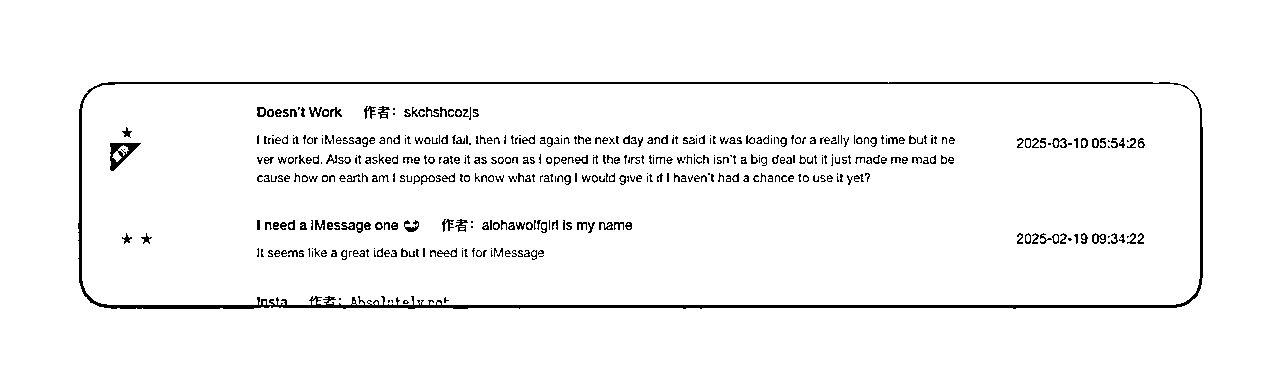 Doesn't Work 作者： skchshcozjs
I tried it for iMessage and it would fail, then I tried again the next day and it said it was loading for a really long time but it ne
ver worked. Also it asked me to rate it as soon as I opened it the first time which isn't a big deal but it just made me mad be
cause how on earth am I supposed to know what rating I would give it if I haven't had a chance to use it yet?
2025-03-10 05:54:26
I need a iMessage one 作者： alohawolfgirl is my name
It seems like a great idea but I need it for iMessage
2025-02-19 09:34:22
Insta 作者： Absolutely not